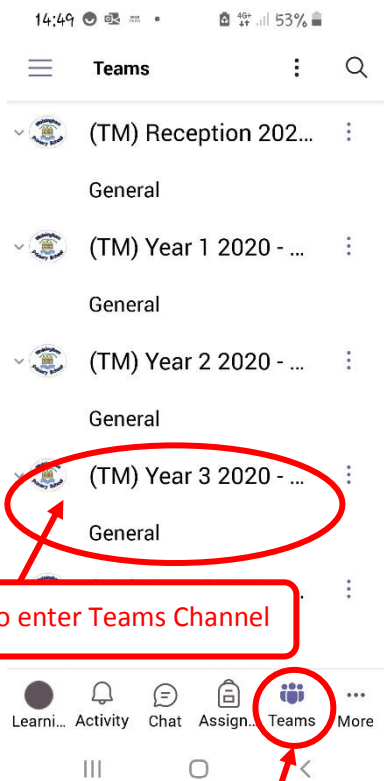 14:49 4G+ 53%
Teams
(TM) Reception 202...
General
(TM) Year 1 2020 - ...
General
(TM) Year 2 2020 - ...
General
(TM) Year 3 2020 - ...
General
o enter Teams Channel
Learni... Activity Chat Assign... Teams More